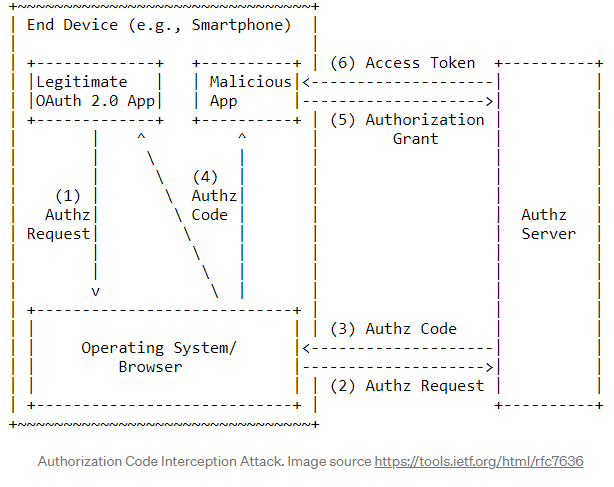 End Device (e.g., Smartphone)
(6) Access Token
Legitimate
OAuth 2.0 App
Malicious
App
(5) Authorization
Grant
(4)
Authz
Code
(1)
Authz
Request
Authz
Server
(3) Authz Code
Operating System/
Browser
(2) Authz Request
Authorization Code Interception Attack. Image source https://tools.ietf.org/html/rfc7636